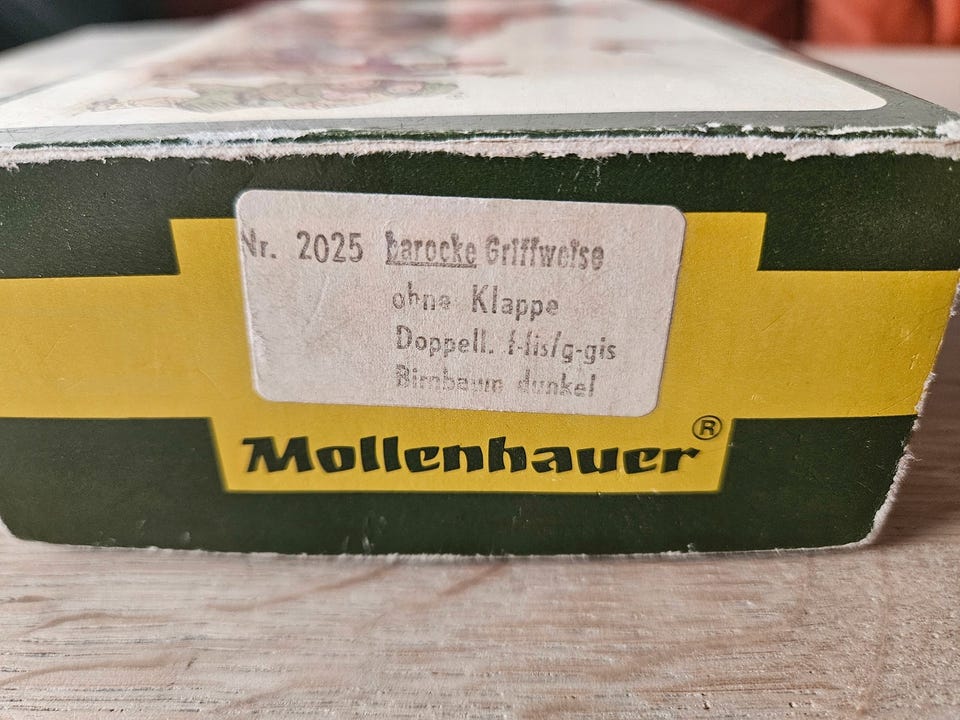 Nr. 2025 barocke Griffweise
ohne Klappe
Doppell. f-fis/g-gis
Birnbaum dunkel
Mollenhauer®